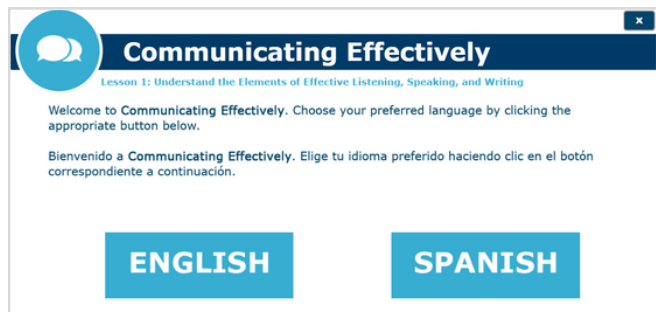 x
Communicating Effectively
Lesson 1: Understand the Elements of Effective Listening, Speaking, and Writing
Welcome to Communicating Effectively. Choose your preferred language by clicking the
appropriate button below.
Bienvenido a Communicating Effectively. Elige tu idioma preferido haciendo clic en el botón
correspondiente a continuación.
ENGLISH
SPANISH